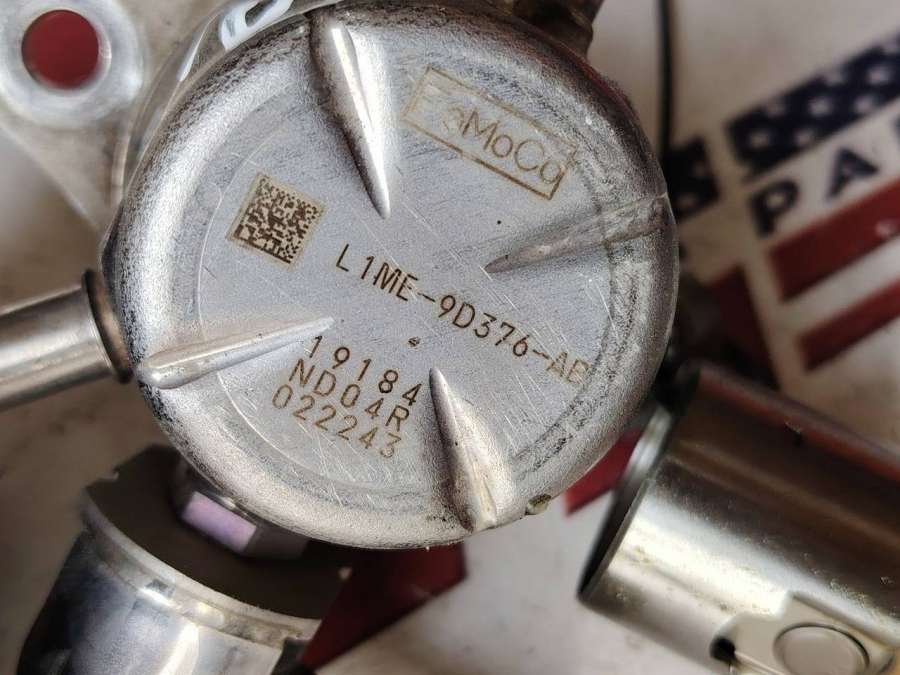 FoMoCo
L1ME-9D376-AB
19184
ND04R
022243